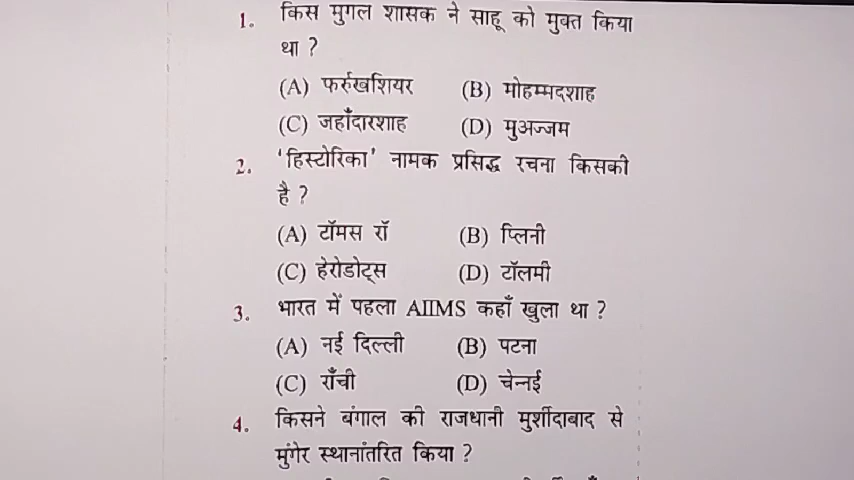 1. किस मुगल शासक ने साहू को मुक्त किया
था ?
(A) फर्रुखशियर (B) मोहम्मदशाह
(C) जहाँदारशाह (D) मुअज्जम
2. ‘हिस्टोरिका’ नामक प्रसिद्ध रचना किसकी
है ?
(A) टॉमस रॉ (B) प्लिनी
(C) हेरोडोट्स (D) टॉलमी
3. भारत में पहला AIIMS कहाँ खुला था ?
(A) नई दिल्ली (B) पटना
(C) राँची (D) चेन्नई
4. किसने बंगाल की राजधानी मुर्शीदाबाद से
मुंगेर स्थानांतरित किया ?